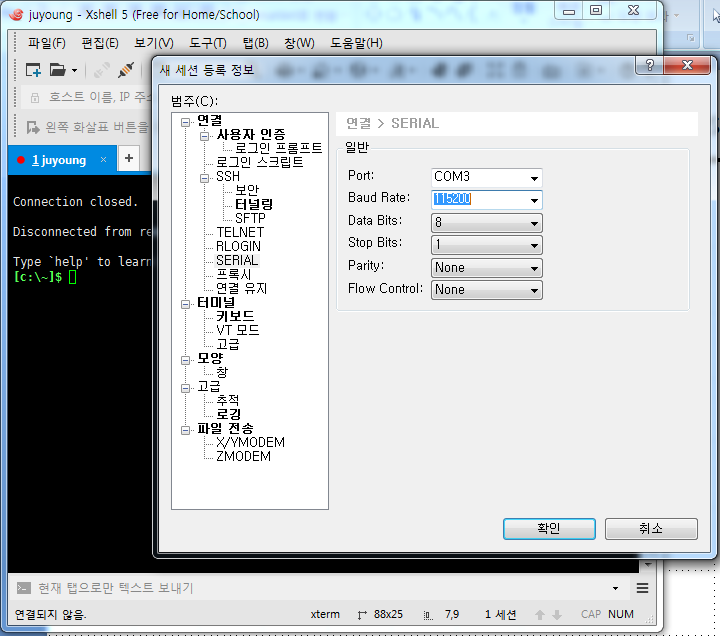 juyoung - Xshell 5 (Free for Home/School)
파일(F) 편집(E) 보기(V) 도구(T) 탭(B) 창(W) 도움말(H)
새 세션 등록 정보
호스트 이름, IP 주소
왼쪽 화살표 버튼을
1 juyoung
Connection closed.
Disconnected from re
Type `help' to learn
[c:\~]$
범주(C):
연결
사용자 인증
로그인 프롬프트
로그인 스크립트
SSH
보안
터널링
SFTP
TELNET
RLOGIN
SERIAL
프록시
연결 유지
터미널
키보드
VT 모드
고급
모양
창
고급
추적
로깅
파일 전송
X/YMODEM
ZMODEM
연결 > SERIAL
일반
Port: COM3
Baud Rate: 115200
Data Bits: 8
Stop Bits: 1
Parity: None
Flow Control: None
확인 취소
현재 탭으로만 텍스트 보내기
연결되지 않음. xterm 88x25 7,9 1 세션 CAP NUM